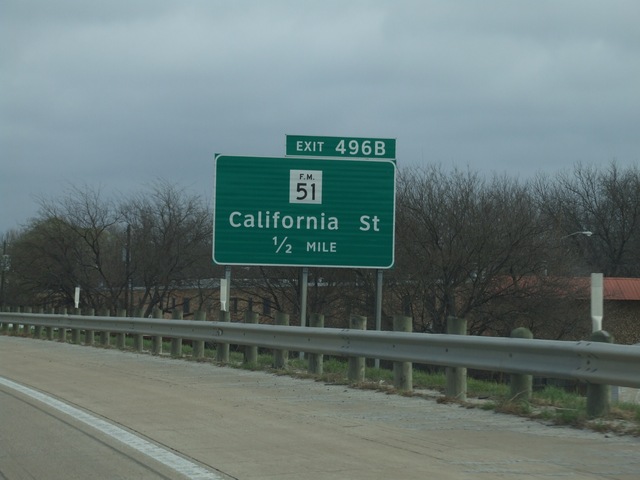 EXIT 496B
F.M.
51
California St
1/2 MILE